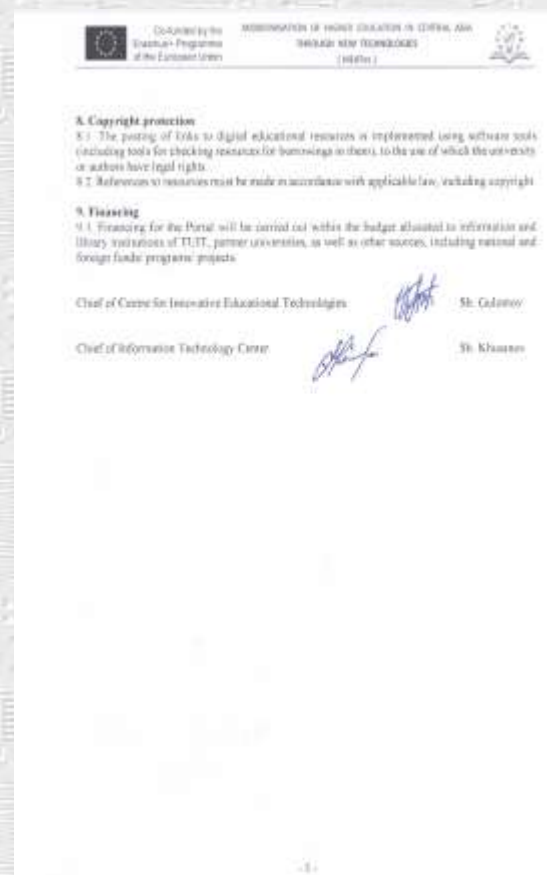 Co-funded by the
Erasmus+ Programme
of the European Union
MODERNISATION OF HIGHER EDUCATION IN CENTRAL ASIA
THROUGH NEW TECHNOLOGIES
8. Copyright protection
8.1. The posting of links to digital educational resources is implemented using software tools
(including tools for checking resources for borrowings in them), to the use of which the university
or authors have legal rights.
8.2. References to resources must be made in accordance with applicable law, including copyright.
9. Financing
9.1. Financing for the Portal will be carried out within the budget allocated to information and
library institutions of TUIT, partner universities, as well as other sources, including national and
foreign funds/ programs/ projects.
Chief of Centre for Innovative Educational Technologies
Sh. Gulomov
Chief of Information Technology Center
Sh.